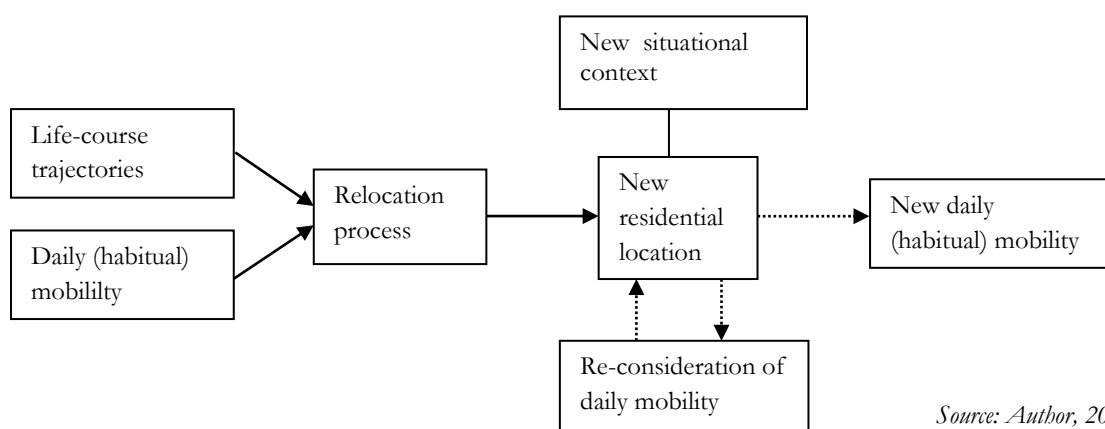 New situational
context
Life-course
trajectories
Relocation
process
New
residential
location
New daily
(habitual) mobility
Daily (habitual)
mobililty
Re-consideration of
daily mobility
Source: Author, 20